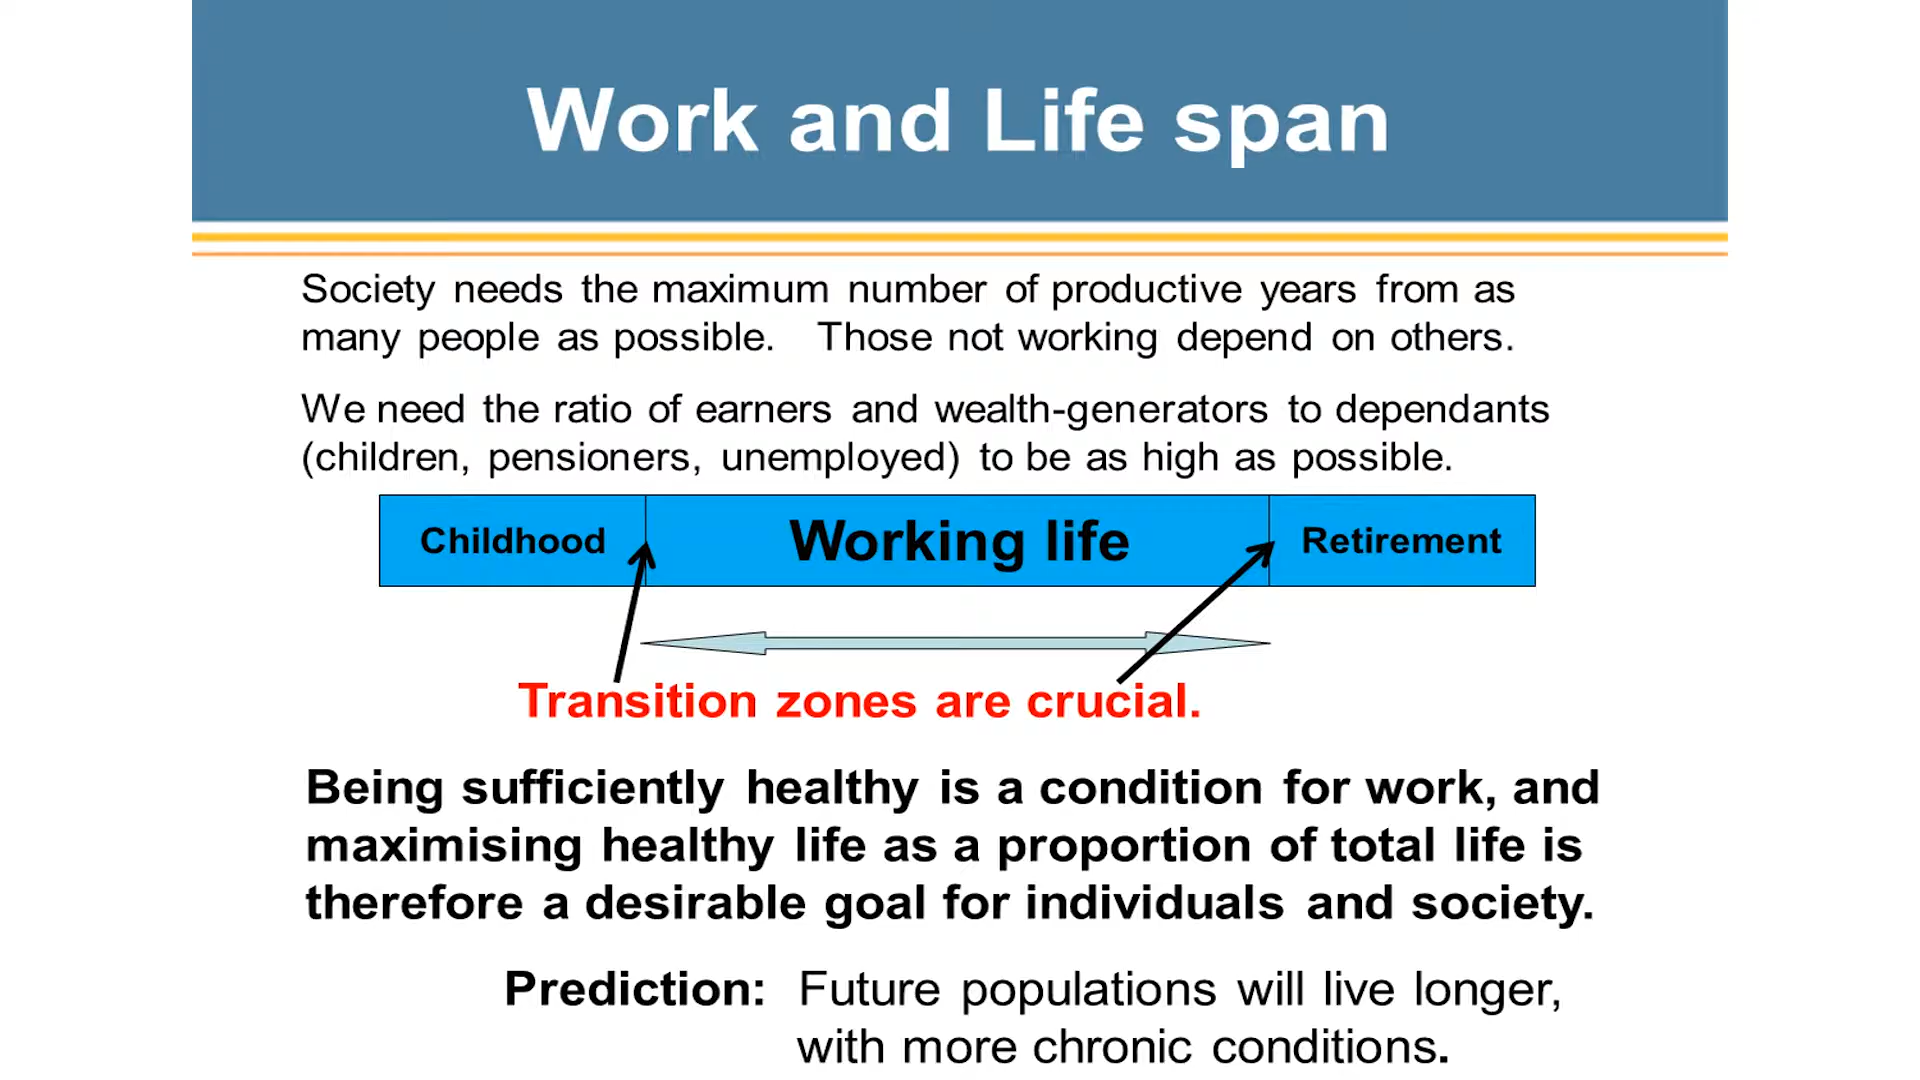 Work and Life span
Society needs the maximum number of productive years from as
many people as possible. Those not working depend on others.
We need the ratio of earners and wealth-generators to dependants
(children, pensioners, unemployed) to be as high as possible.
Childhood Working life Retirement
Transition zones are crucial.
Being sufficiently healthy is a condition for work, and
maximising healthy life as a proportion of total life is
therefore a desirable goal for individuals and society.
Prediction: Future populations will live longer,
with more chronic conditions.